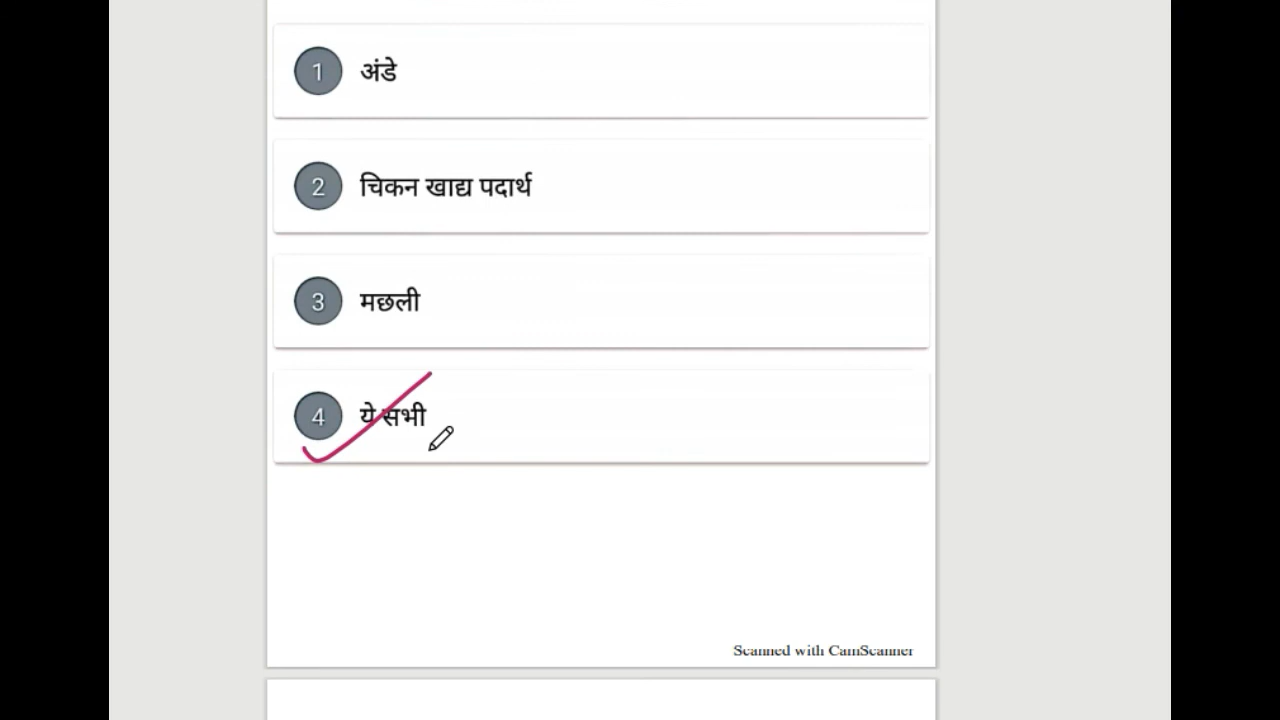 1 अंडे
2 चिकन खाद्य पदार्थ
3 मछली
4 ये सभी
Scanned with CamScanner